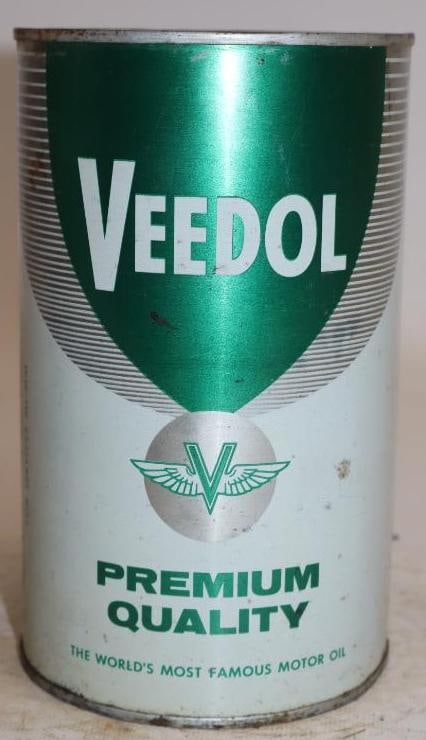 VEEDOL
V
PREMIUM
QUALITY
THE WORLD'S MOST FAMOUS MOTOR OIL